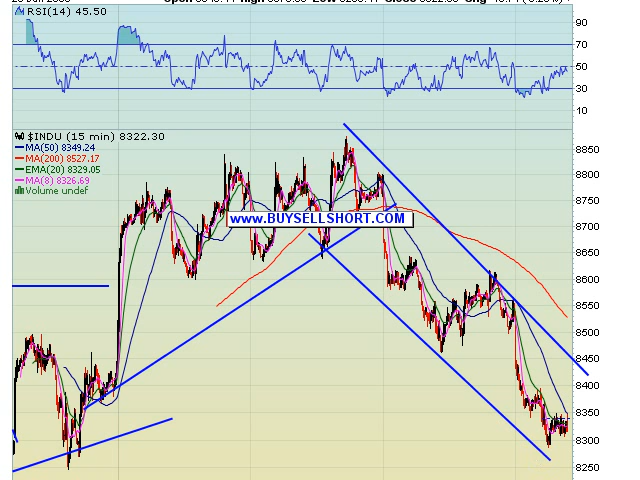 RSI(14) 45.50
90
70
50
30
10
$INDU (15 min) 8322.30
MA(50) 8349.24
MA(200) 8527.17
EMA(20) 8329.05
MA(8) 8326.69
Volume undef
8850
8800
8750
8700
8650
8600
8550
8500
8450
8400
8350
8300
8250
WWW.BUYSELLSHORT.COM